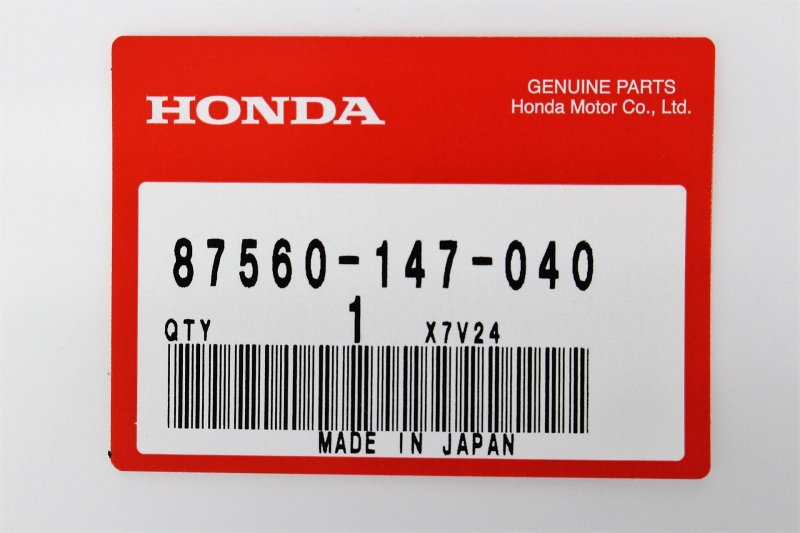 HONDA
GENUINE PARTS
Honda Motor Co., Ltd.
87560-147-040
QTY 1 X7V24
MADE IN JAPAN